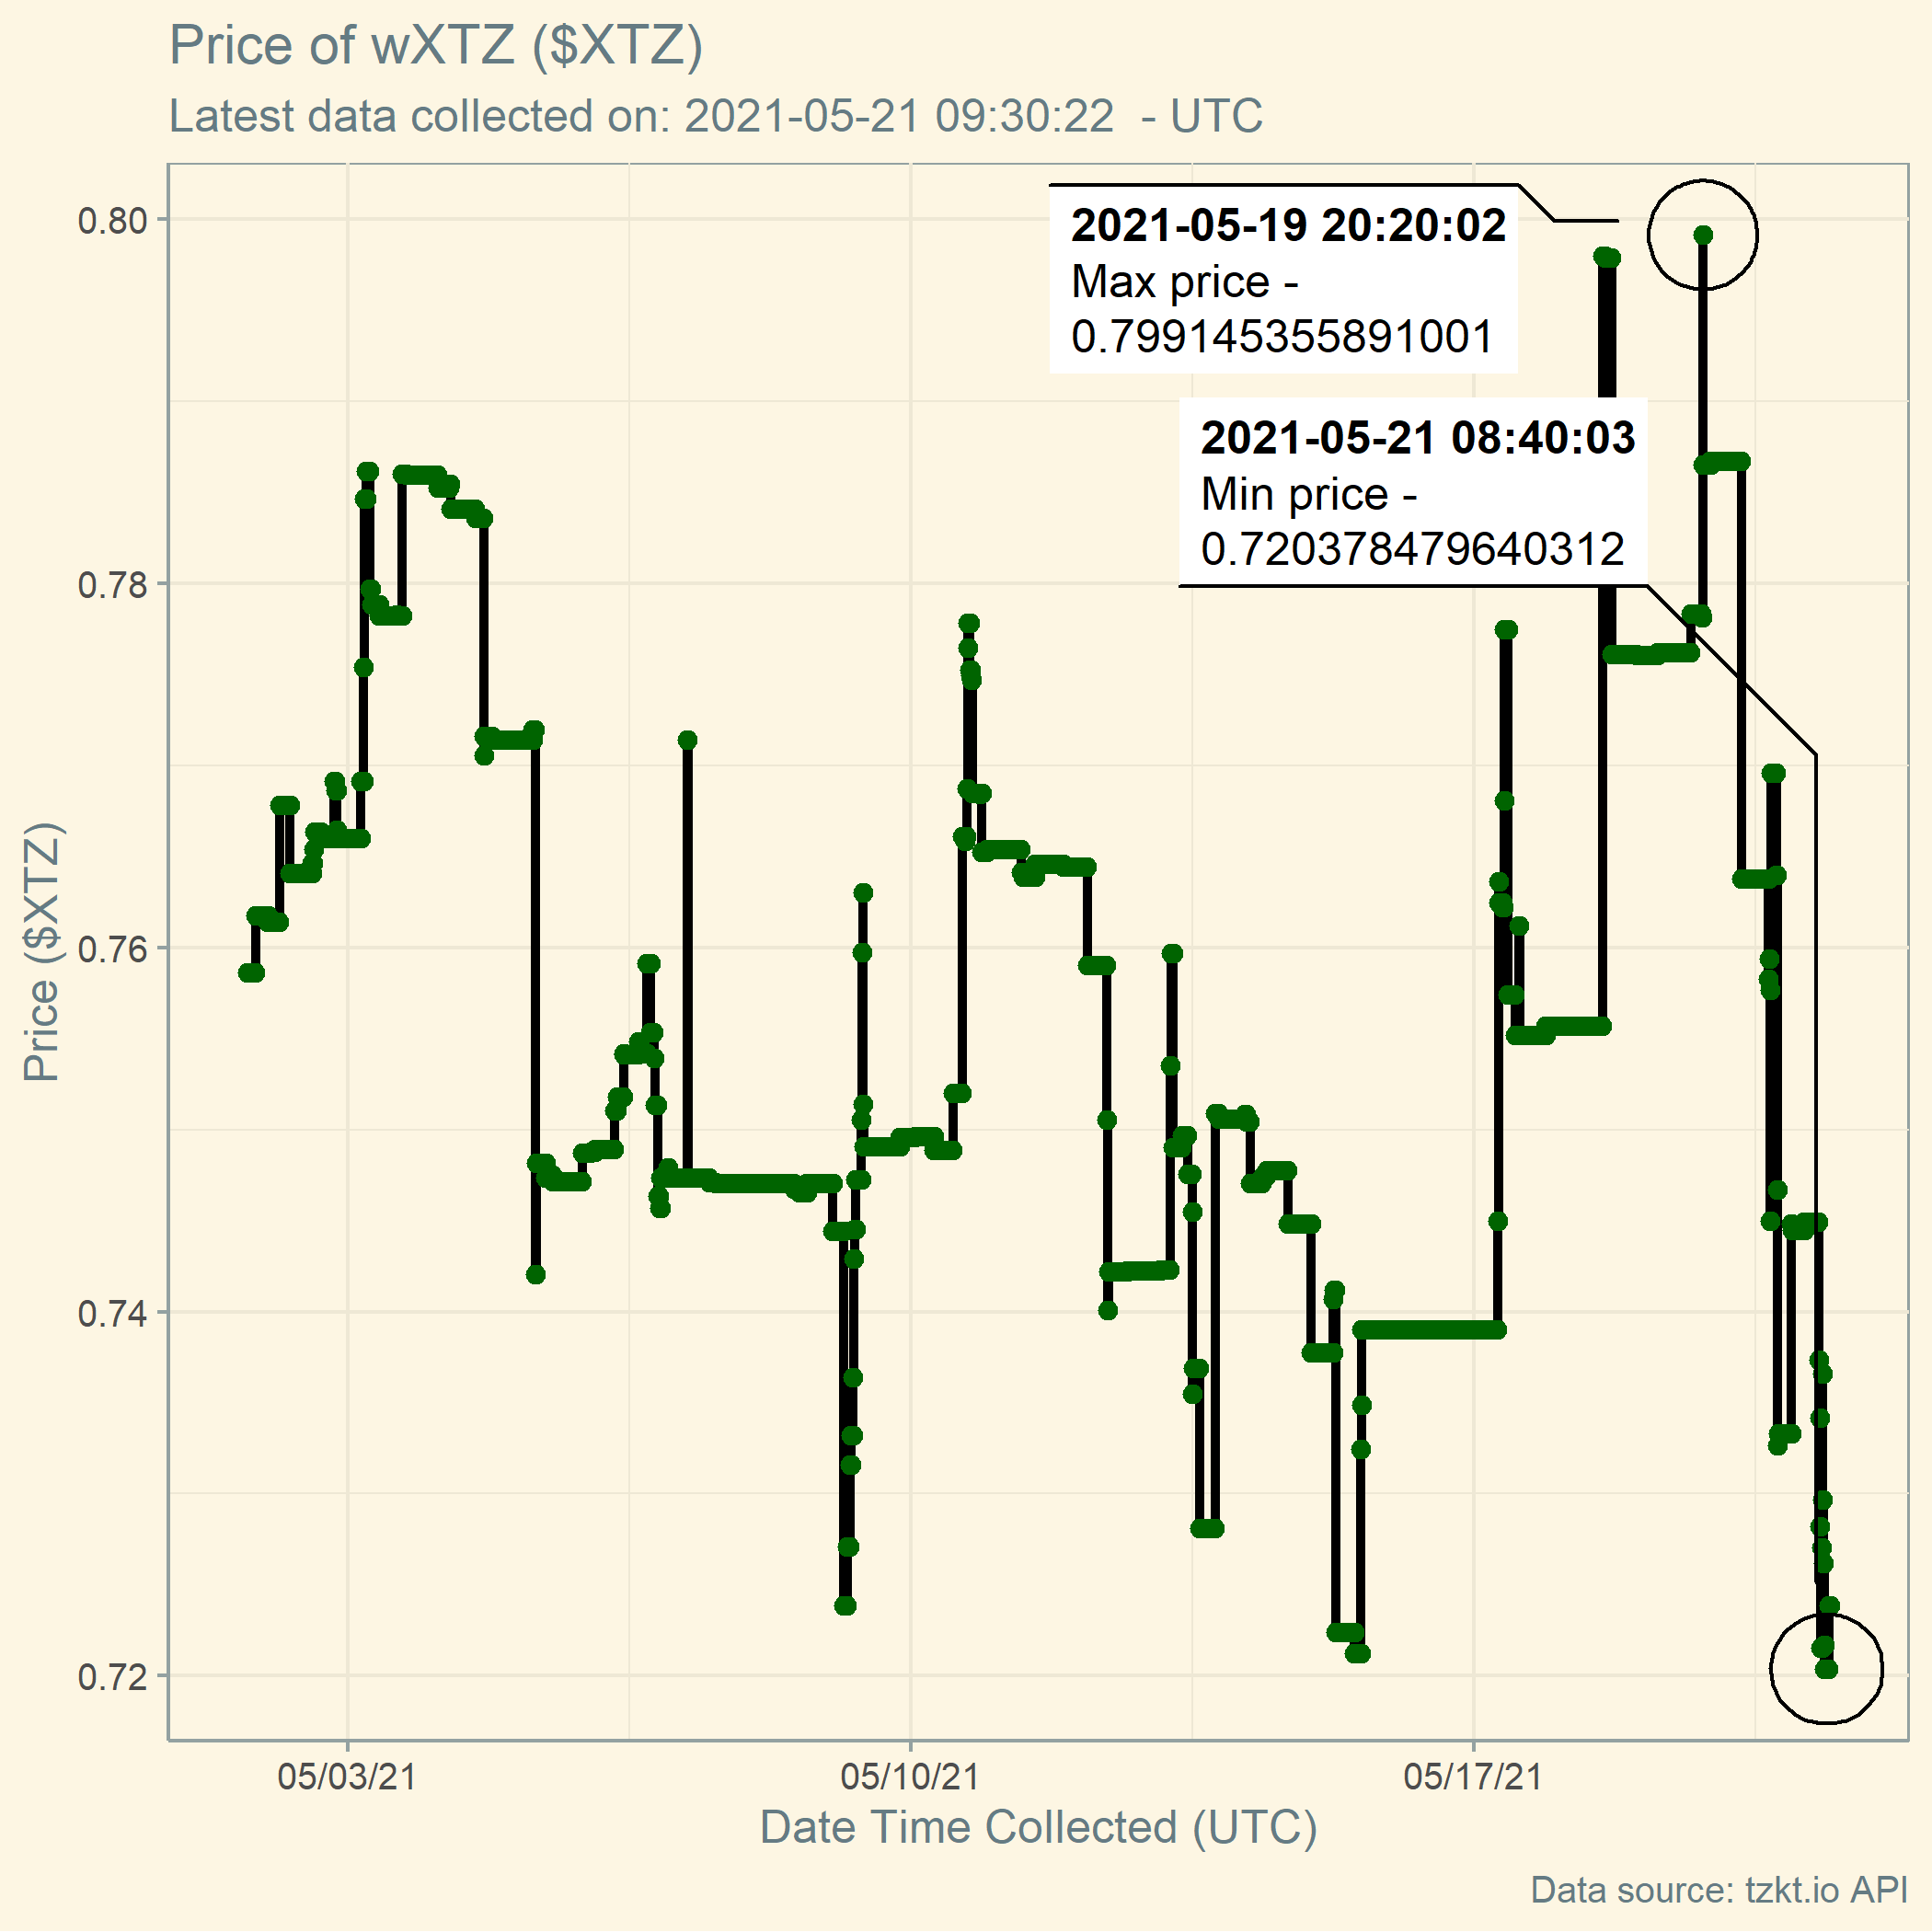 Price of wXTZ ($XTZ)
Latest data collected on: 2021-05-21 09:30:22  - UTC
Price ($XTZ)
0.80
0.78
0.76
0.74
0.72
2021-05-19 20:20:02
Max price -
0.799145355891001
2021-05-21 08:40:03
Min price -
0.720378479640312
05/03/21
05/10/21
05/17/21
Date Time Collected (UTC)
Data source: tzkt.io API